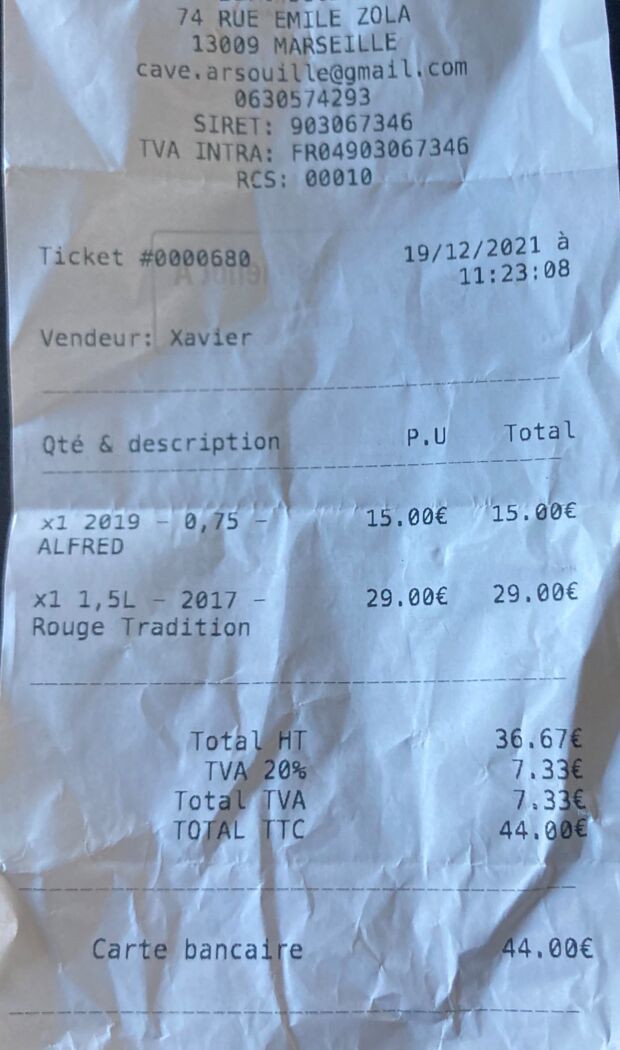 74 RUE EMILE ZOLA
13009 MARSEILLE
cave.arsouille@gmail.com
0630574293
SIRET: 903067346
TVA INTRA: FR04903067346
RCS: 00010
Ticket #0000680 19/12/2021 à
11:23:08
Vendeur: Xavier
Qté & description P.U Total
x1 2019 - 0,75 - 15.00€ 15.00€
ALFRED
x1 1,5L - 2017 - 29.00€ 29.00€
Rouge Tradition
Total HT 36.67€
TVA 20% 7.33€
Total TVA 7.33€
TOTAL TTC 44.00€
Carte bancaire 44.00€